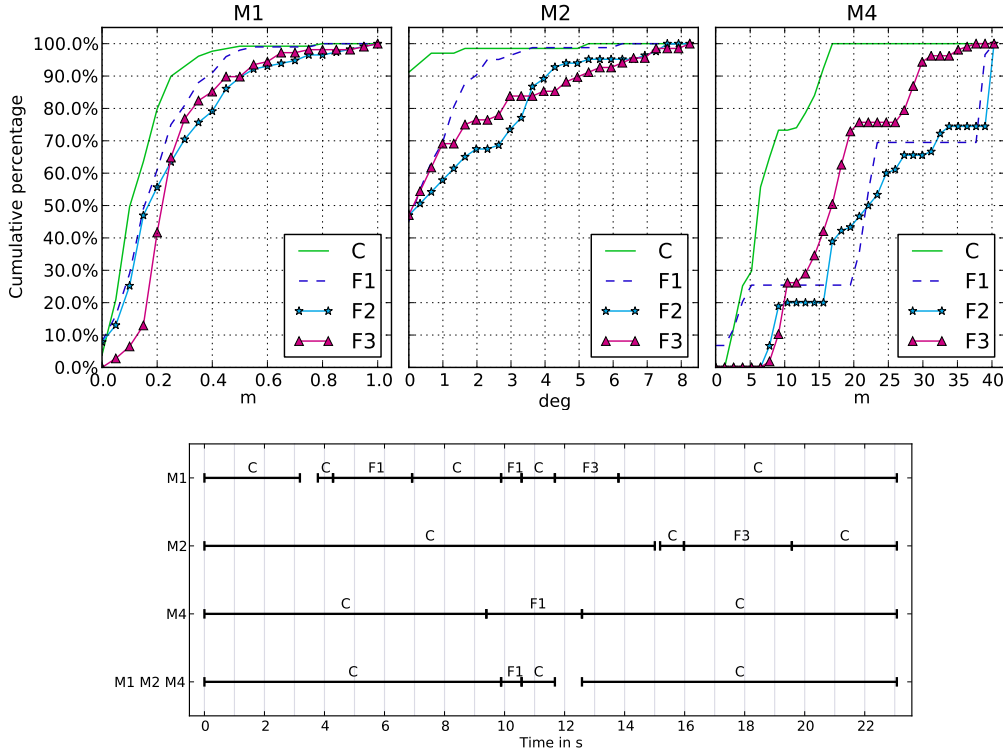 M1 M2 M4
Cumulative percentage
100.0%
90.0%
80.0%
70.0%
60.0%
50.0%
40.0%
30.0%
20.0%
10.0%
0.0%
C
F1
F2
F3
0.0 0.2 0.4 0.6 0.8 1.0
m
C
F1
F2
F3
0 1 2 3 4 5 6 7 8
deg
C
F1
F2
F3
0 5 10 15 20 25 30 35 40
m
M1 C C F1 C F1 C F3 C
M2 C C F3 C
M4 C F1 C
M1 M2 M4 C F1 C C
0 2 4 6 8 10 12 14 16 18 20 22
Time in s